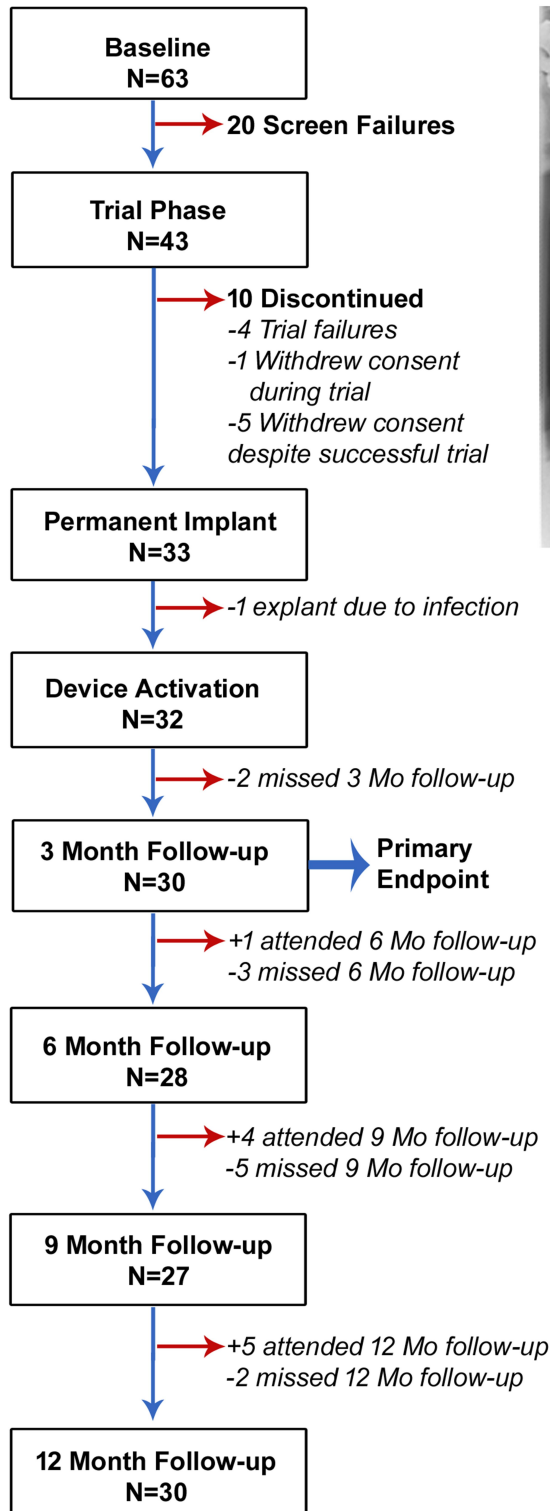 Baseline
N=63
20 Screen Failures
Trial Phase
N=43
10 Discontinued
-4 Trial failures
-1 Withdrew consent
during trial
-5 Withdrew consent
despite successful trial
Permanent Implant
N=33
-1 explant due to infection
Device Activation
N=32
-2 missed 3 Mo follow-up
3 Month Follow-up
N=30
Primary
Endpoint
+1 attended 6 Mo follow-up
-3 missed 6 Mo follow-up
6 Month Follow-up
N=28
+4 attended 9 Mo follow-up
-5 missed 9 Mo follow-up
9 Month Follow-up
N=27
+5 attended 12 Mo follow-up
-2 missed 12 Mo follow-up
12 Month Follow-up
N=30